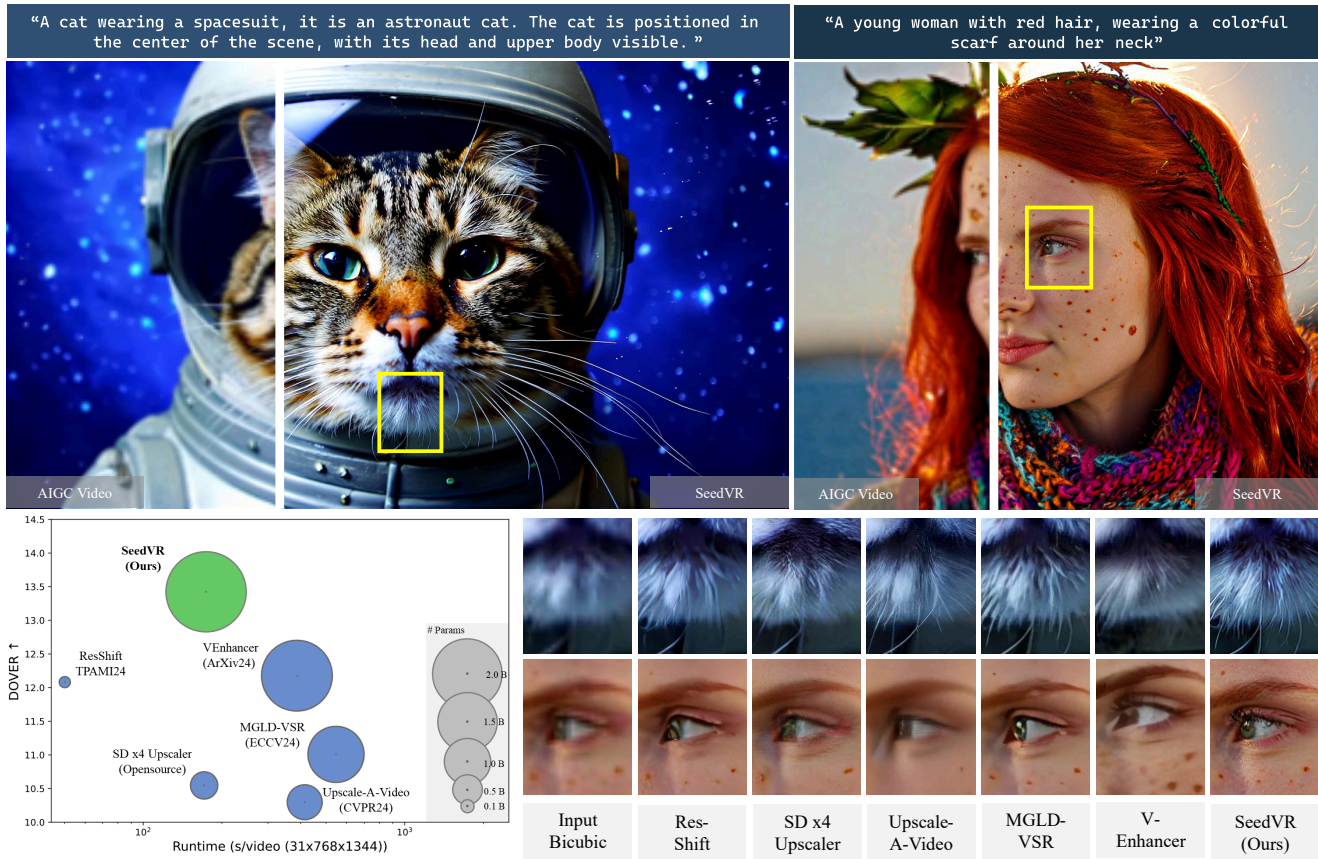 “A cat wearing a spacesuit, it is an astronaut cat. The cat is positioned in
the center of the scene, with its head and upper body visible. ”
“A young woman with red hair, wearing a colorful
scarf around her neck”
AIGC Video
SeedVR
AIGC Video
SeedVR
14.5
14.0
13.5
13.0
12.5
12.0
11.5
11.0
10.5
10.0
DOVER ↑
SeedVR
(Ours)
VEnhancer
(ArXiv24)
ResShift
TPAMI24
MGLD-VSR
(ECCV24)
SD x4 Upscaler
(Opensource)
Upscale-A-Video
(CVPR24)
# Params
2.0 B
1.5 B
1.0 B
0.5 B
0.1 B
10²
10³
Runtime (s/video (31x768x1344))
Input
Bicubic
Res-
Shift
SD x4
Upscaler
Upscale-
A-Video
MGLD-
VSR
V-
Enhancer
SeedVR
(Ours)